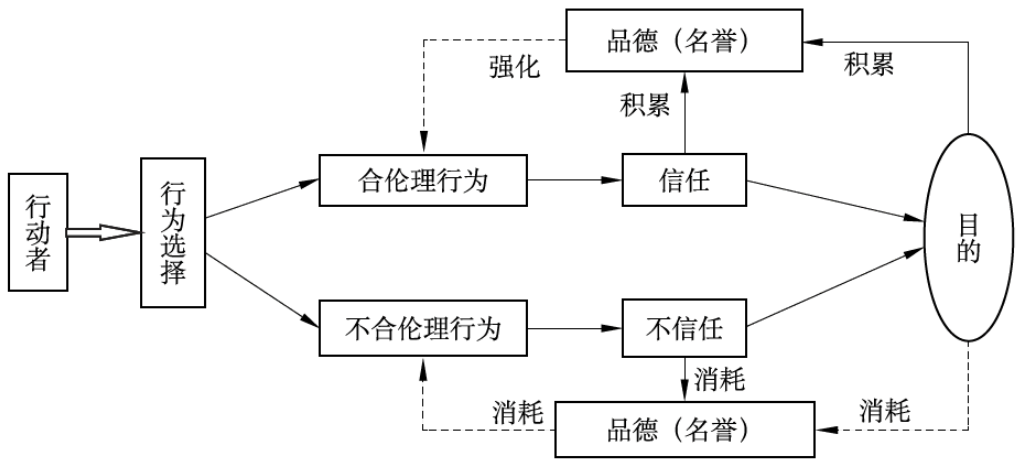 品德（名誉）
强化
积累
积累
合伦理行为
信任
行动者
行为选择
目的
不合伦理行为
不信任
消耗
消耗
品德（名誉）
消耗